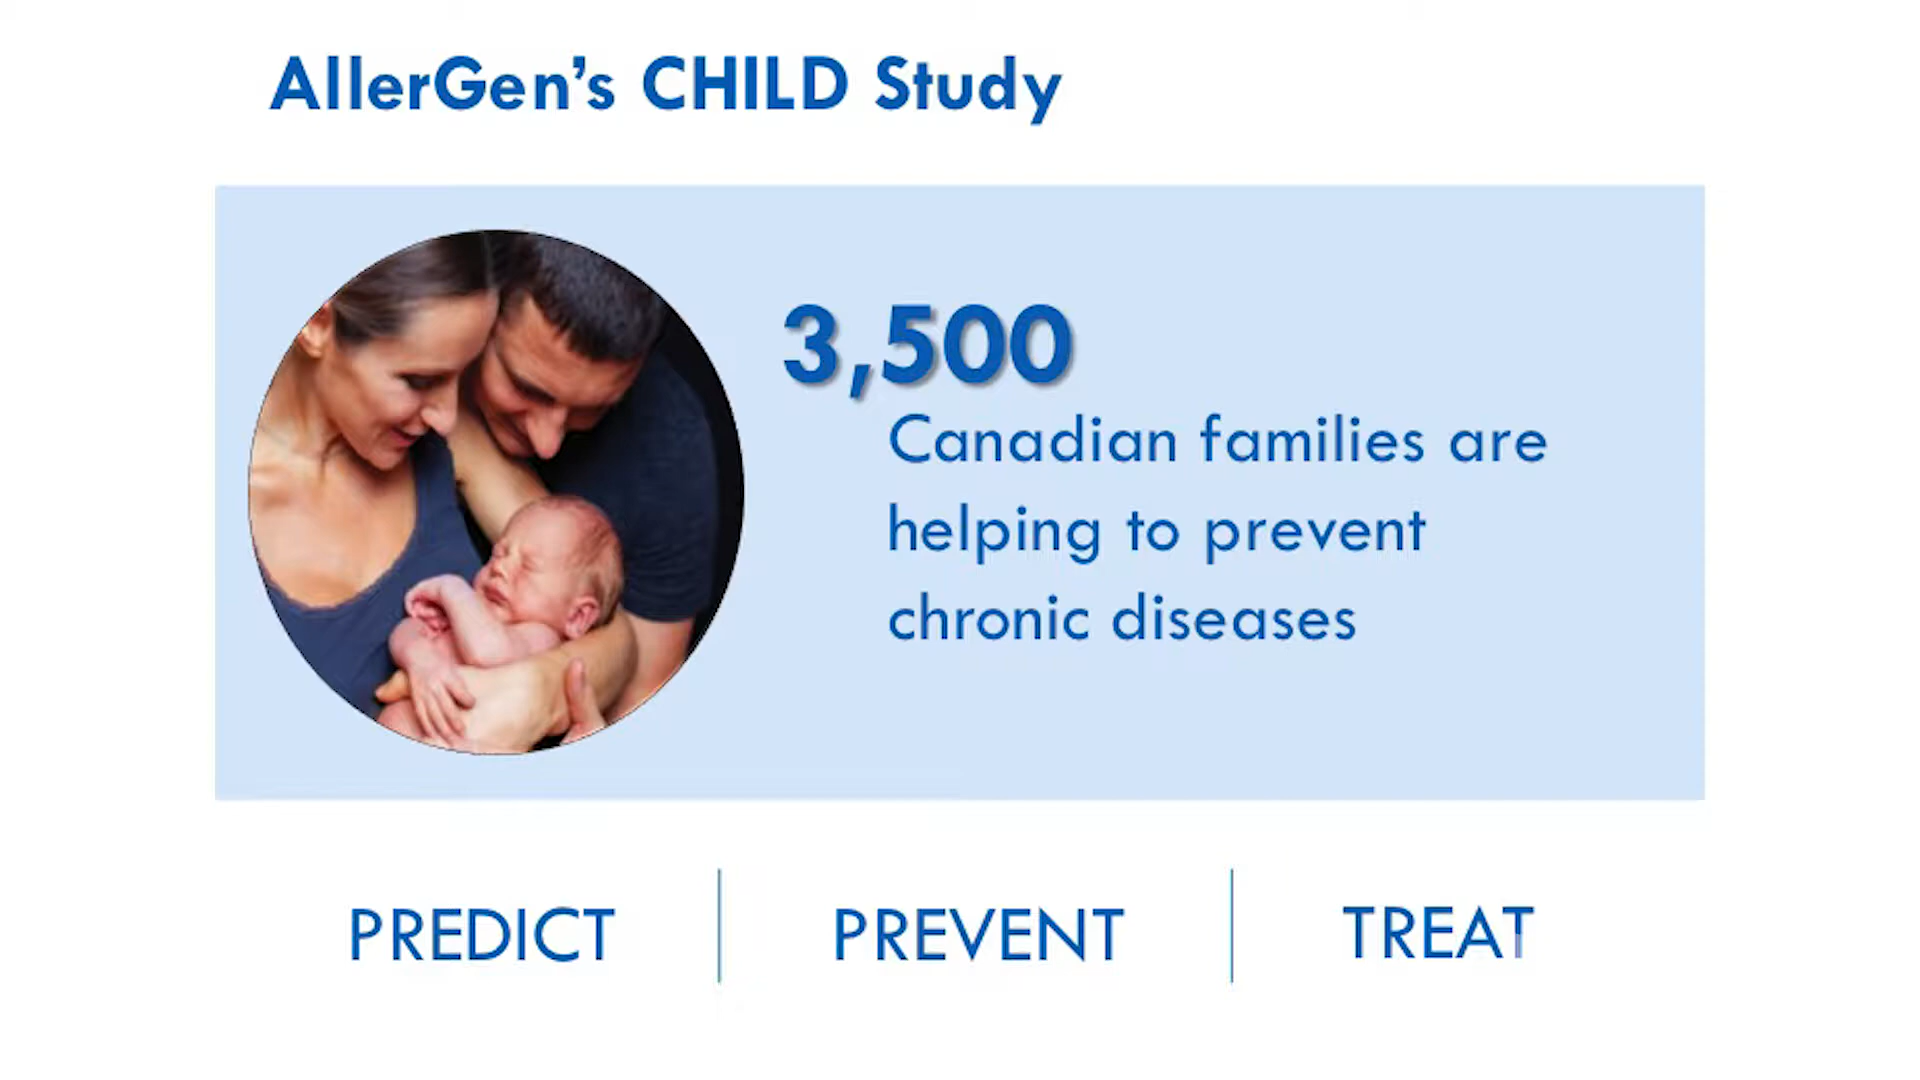 AllerGen’s CHILD Study
3,500
Canadian families are
helping to prevent
chronic diseases
PREDICT
PREVENT
TREAT